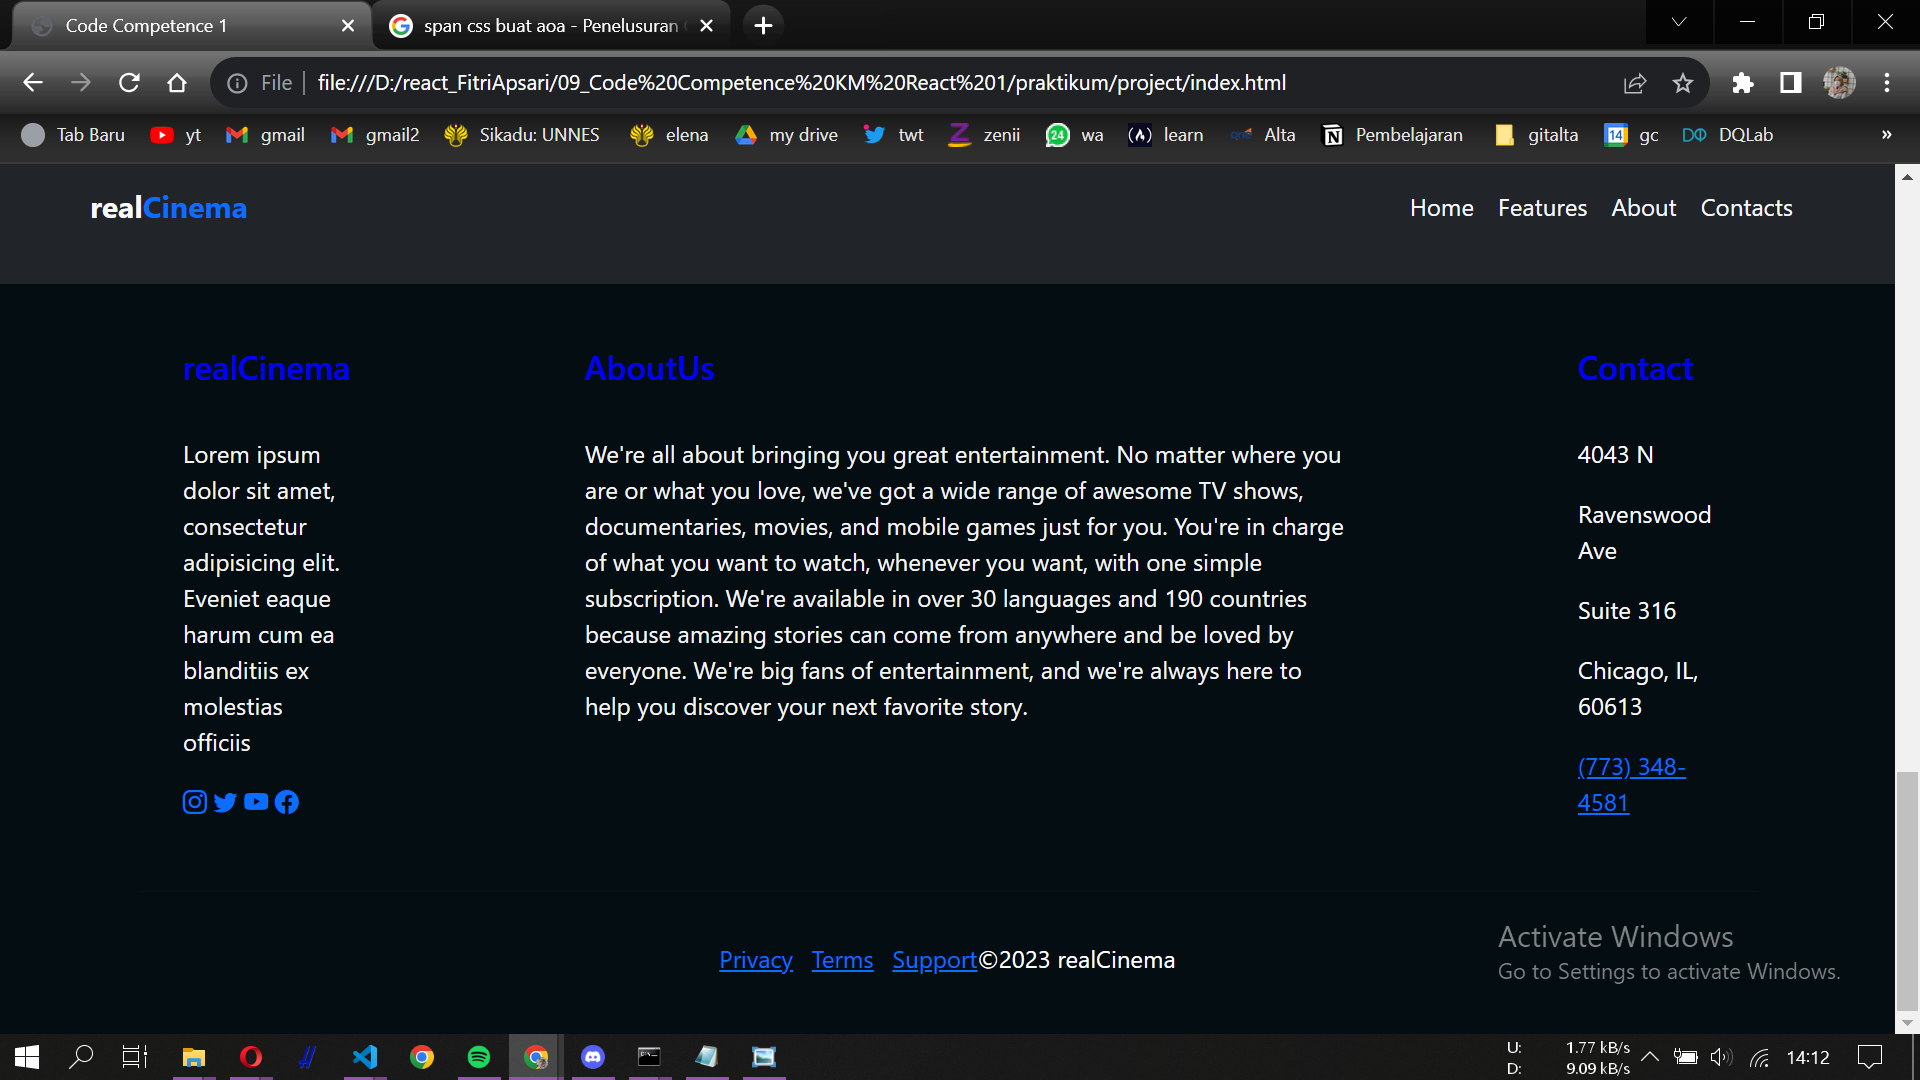 Code Competence 1
span css buat aoa - Penelusuran
File
file:///D:/react_FitriApsari/09_Code%20Competence%20KM%20React%201/praktikum/project/index.html
Tab Baru
yt
gmail
gmail2
Sikadu: UNNES
elena
my drive
twt
zenii
24
wa
learn
Alta
Pembelajaran
gitalta
14
gc
DQLab
»
realCinema
Home
Features
About
Contacts
realCinema
Lorem ipsum
dolor sit amet,
consectetur
adipisicing elit.
Eveniet eaque
harum cum ea
blanditiis ex
molestias
officiis
AboutUs
We're all about bringing you great entertainment. No matter where you
are or what you love, we've got a wide range of awesome TV shows,
documentaries, movies, and mobile games just for you. You're in charge
of what you want to watch, whenever you want, with one simple
subscription. We're available in over 30 languages and 190 countries
because amazing stories can come from anywhere and be loved by
everyone. We're big fans of entertainment, and we're always here to
help you discover your next favorite story.
Contact
4043 N
Ravenswood
Ave
Suite 316
Chicago, IL,
60613
(773) 348-
4581
Privacy Terms Support©2023 realCinema
Activate Windows
Go to Settings to activate Windows.
U: 1.77 kB/s
D: 9.09 kB/s
14:12